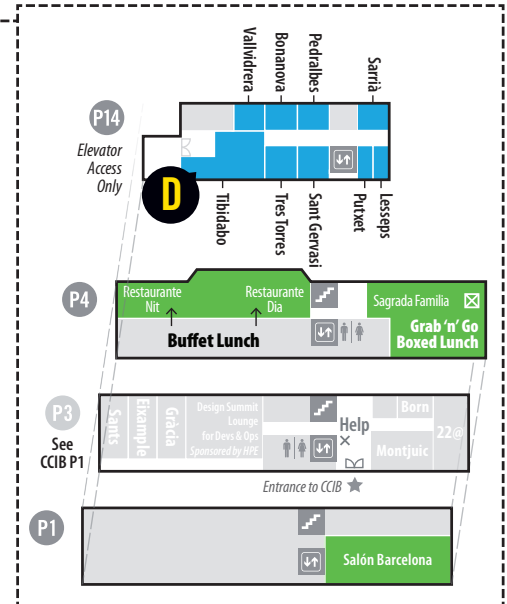 Vallvidrera
Bonanova
Pedralbes
Sarrià
P14
Elevator
Access
Only
D
Tibidabo
Tres Torres
Sant Gervasi
Putxet
Lesseps
P4
Restaurante
Nit
Restaurante
Dia
Buffet Lunch
Sagrada Familia
Grab ‘n’ Go
Boxed Lunch
P3
See
CCIB P1
Sants
Eixample
Gràcia
Design Summit
Lounge
for Devs & Ops
Sponsored by HPE
Help
Born
Montjuic
22@
Entrance to CCIB
P1
Salón Barcelona